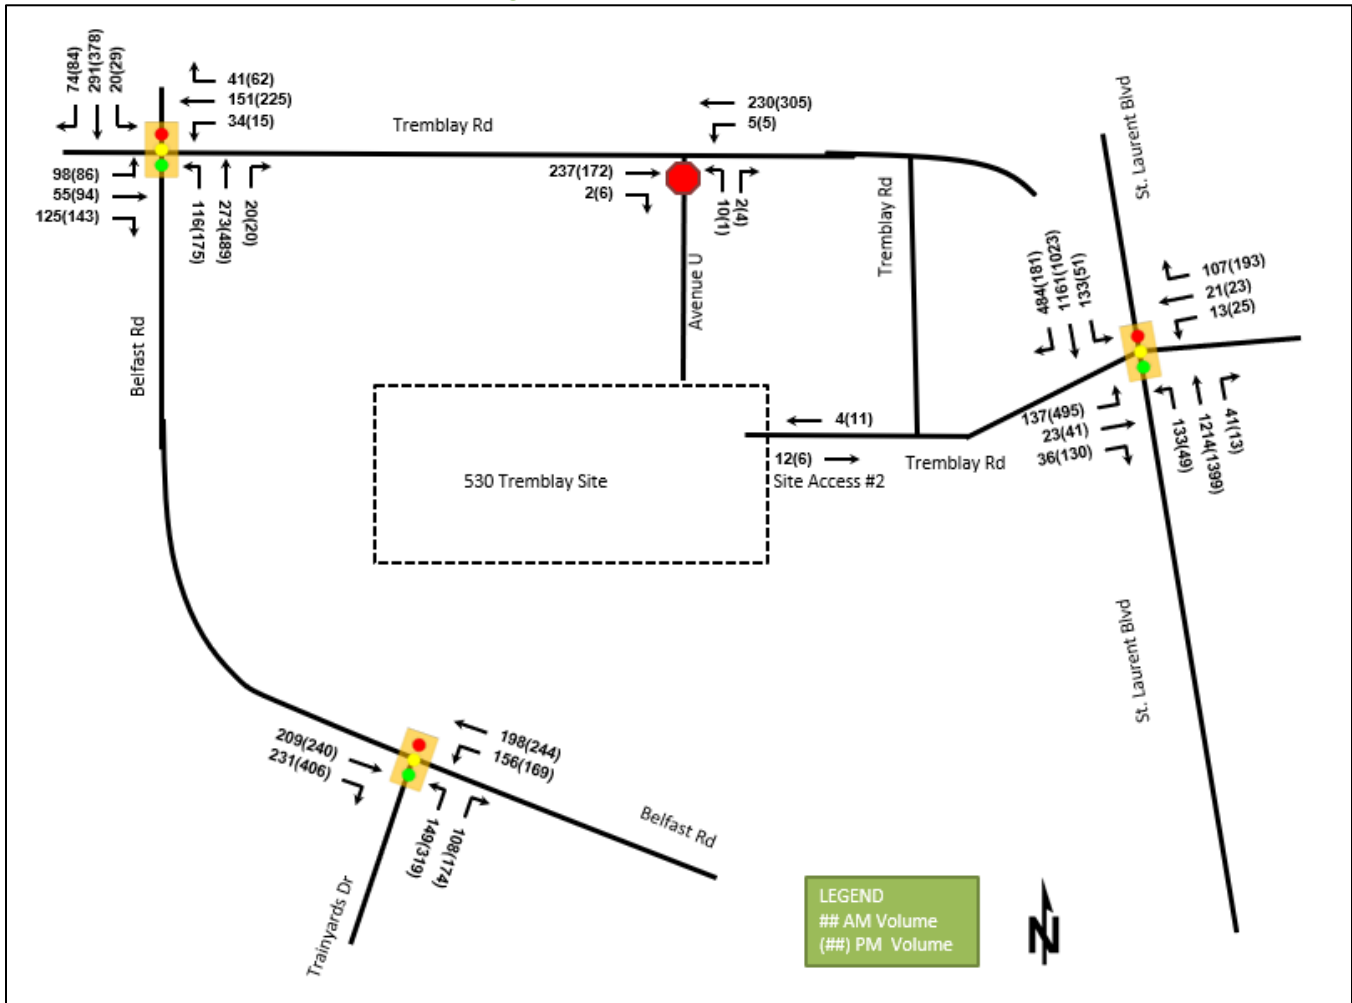 74(84)
291(378)
20(29)
41(62)
151(225)
34(15)
98(86)
55(94)
125(143)
116(175)
273(489)
20(20)
Tremblay Rd
230(305)
5(5)
237(172)
2(6)
10(1)
2(4)
Avenue U
Tremblay Rd
St. Laurent Blvd
484(181)
1161(1023)
133(51)
107(193)
21(23)
13(25)
137(495)
23(41)
36(130)
133(49)
1214(1399)
41(13)
Belfast Rd
4(11)
12(6)
Tremblay Rd
Site Access #2
530 Tremblay Site
St. Laurent Blvd
209(240)
231(406)
198(244)
156(169)
149(319)
108(174)
Belfast Rd
Trainyards Dr
LEGEND
## AM Volume
(##) PM Volume
N